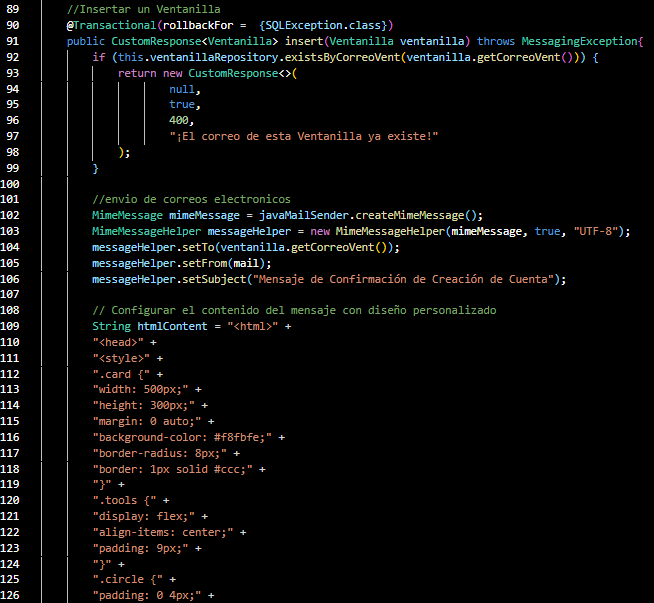 89 //Insertar un Ventanilla
90 @Transactional(rollbackFor =  {SQLException.class})
91 public CustomResponse<Ventanilla> insert(Ventanilla ventanilla) throws MessagingException{
92 if (this.ventanillaRepository.existsByCorreoVent(ventanilla.getCorreoVent())) {
93 return new CustomResponse<>(
94 null,
95 true,
96 400,
97 "¡El correo de esta Ventanilla ya existe!"
98 );
99 }
100
101 //envio de correos electronicos
102 MimeMessage mimeMessage = javaMailSender.createMimeMessage();
103 MimeMessageHelper messageHelper = new MimeMessageHelper(mimeMessage, true, "UTF-8");
104 messageHelper.setTo(ventanilla.getCorreoVent());
105 messageHelper.setFrom(mail);
106 messageHelper.setSubject("Mensaje de Confirmación de Creación de Cuenta");
107
108 // Configurar el contenido del mensaje con diseño personalizado
109 String htmlContent = "<html>" +
110 "<head>" +
111 "<style>" +
112 ".card {" +
113 "width: 500px;" +
114 "height: 300px;" +
115 "margin: 0 auto;" +
116 "background-color: #f8fbfe;" +
117 "border-radius: 8px;" +
118 "border: 1px solid #ccc;" +
119 "}" +
120 ".tools {" +
121 "display: flex;" +
122 "align-items: center;" +
123 "padding: 9px;" +
124 "}" +
125 ".circle {" +
126 "padding: 0 4px;" +